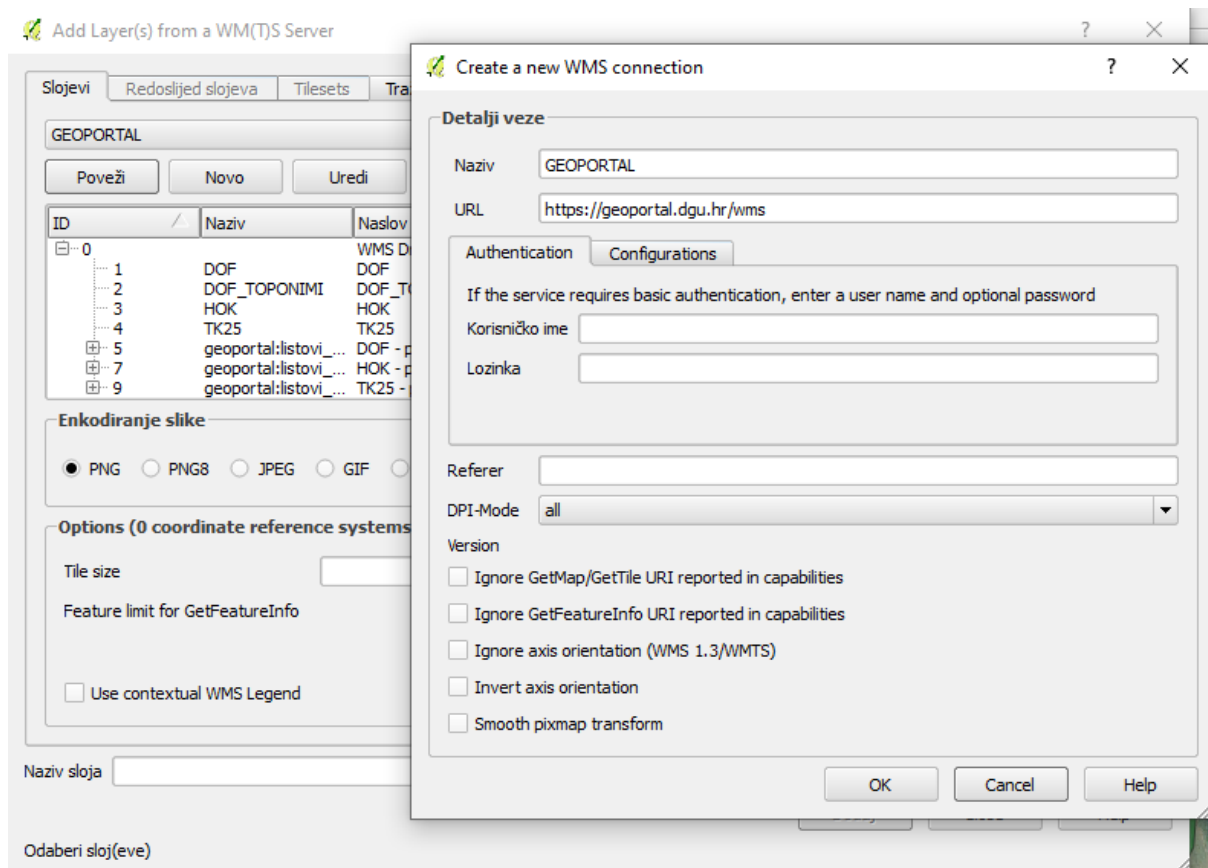 Add Layer(s) from a WM(T)S Server
?
Slojevi
Redoslijed slojeva
Tilesets
GEOPORTAL
Poveži
Novo
Uredi
ID
Naziv
Naslov
0
1 DOF DOF
2 DOF_TOPONIMI
3 HOK HOK
4 TK25 TK25
5 geoportal:listovi_... DOF -
7 geoportal:listovi_... HOK -
9 geoportal:listovi_... TK25 -
Enkodiranje slike
PNG
PNG8
JPEG
GIF
Options (0 coordinate reference systems
Tile size
Feature limit for GetFeatureInfo
Use contextual WMS Legend
Naziv sloja
Odaberi sloj(eve)
Create a new WMS connection
?
Detalji veze
Naziv GEOPORTAL
URL https://geoportal.dgu.hr/wms
Authentication
Configurations
If the service requires basic authentication, enter a user name and optional password
Korisničko ime
Lozinka
Referer
DPI-Mode all
Version
Ignore GetMap/GetTile URI reported in capabilities
Ignore GetFeatureInfo URI reported in capabilities
Ignore axis orientation (WMS 1.3/WMTS)
Invert axis orientation
Smooth pixmap transform
OK
Cancel
Help